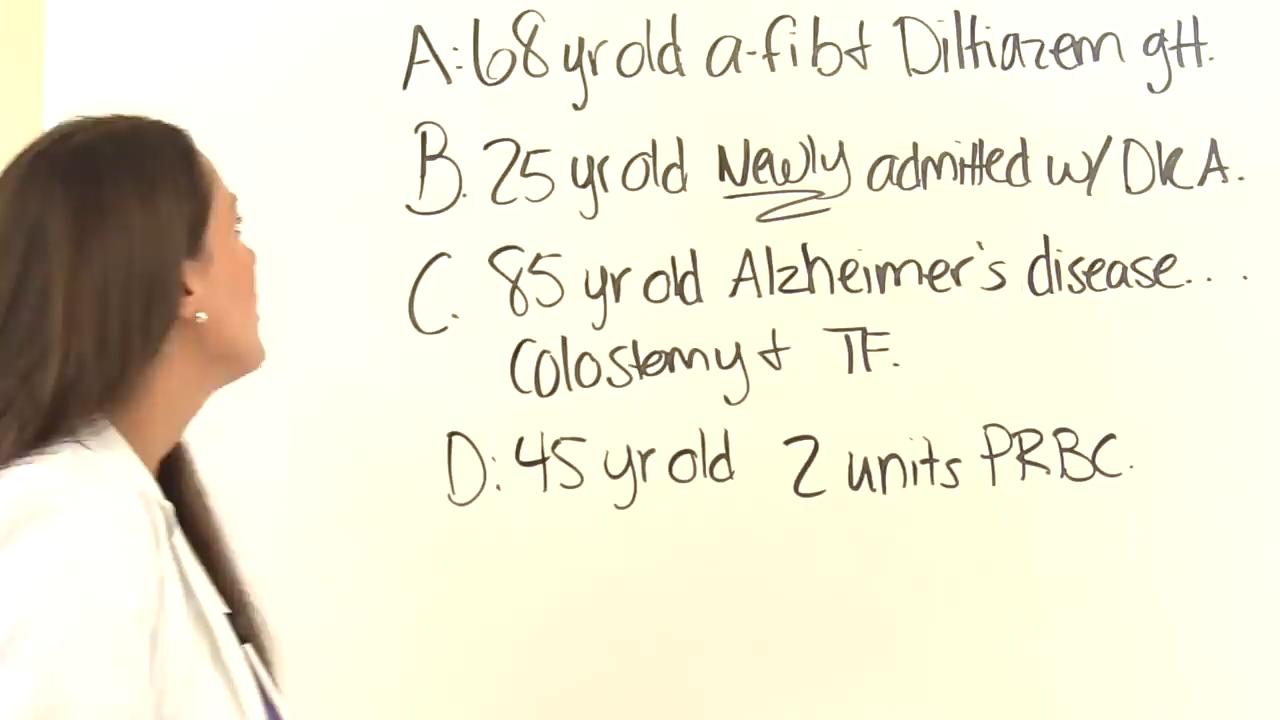 A: 68 yr old a-fib + Diltiazem gtt.
B. 25 yr old Newly admitted w/ DKA.
C. 85 yr old Alzheimer's disease...
Colostemy + TF.
D: 45 yr old 2 units PRBC.